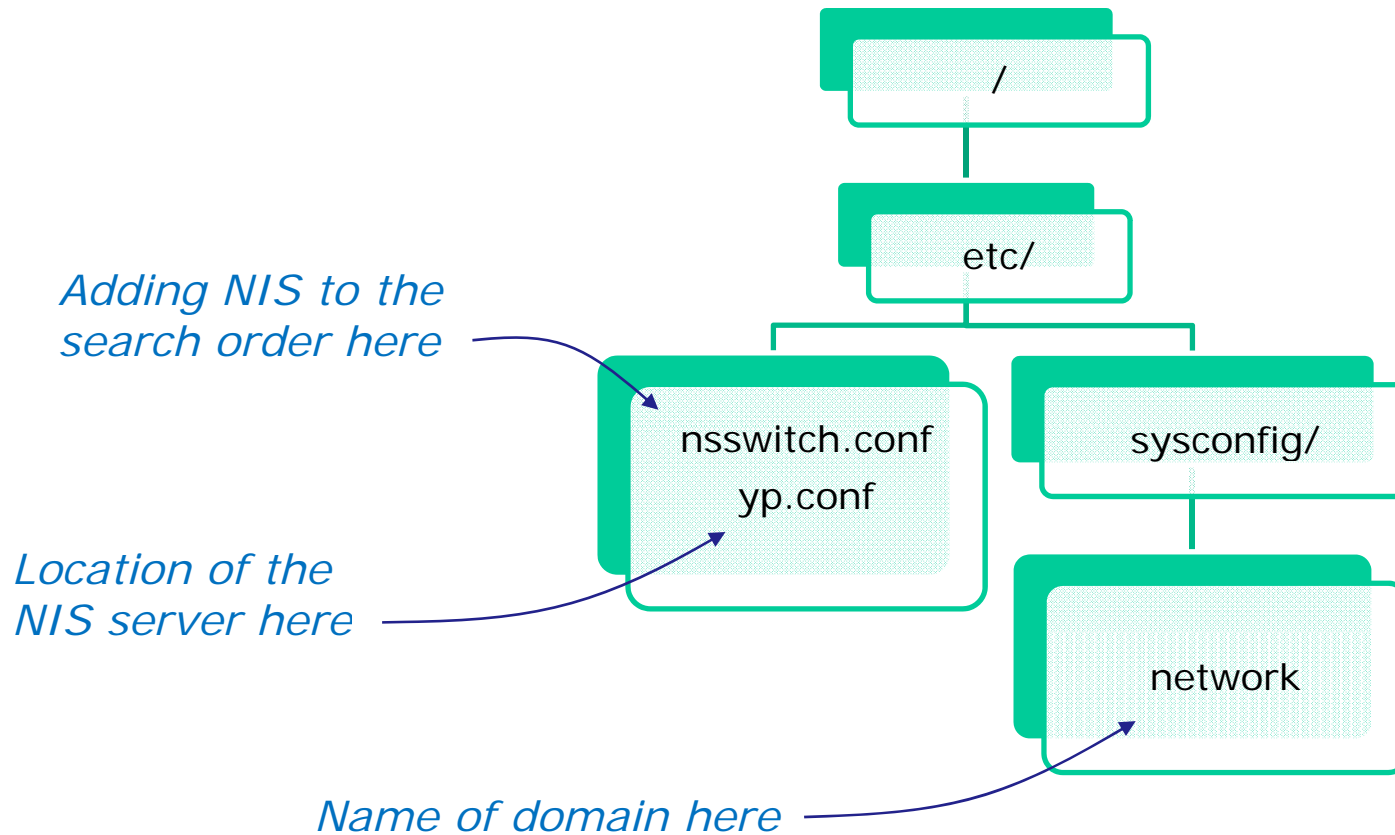 /
etc/
Adding NIS to the
search order here
nsswitch.conf
yp.conf
sysconfig/
Location of the
NIS server here
network
Name of domain here